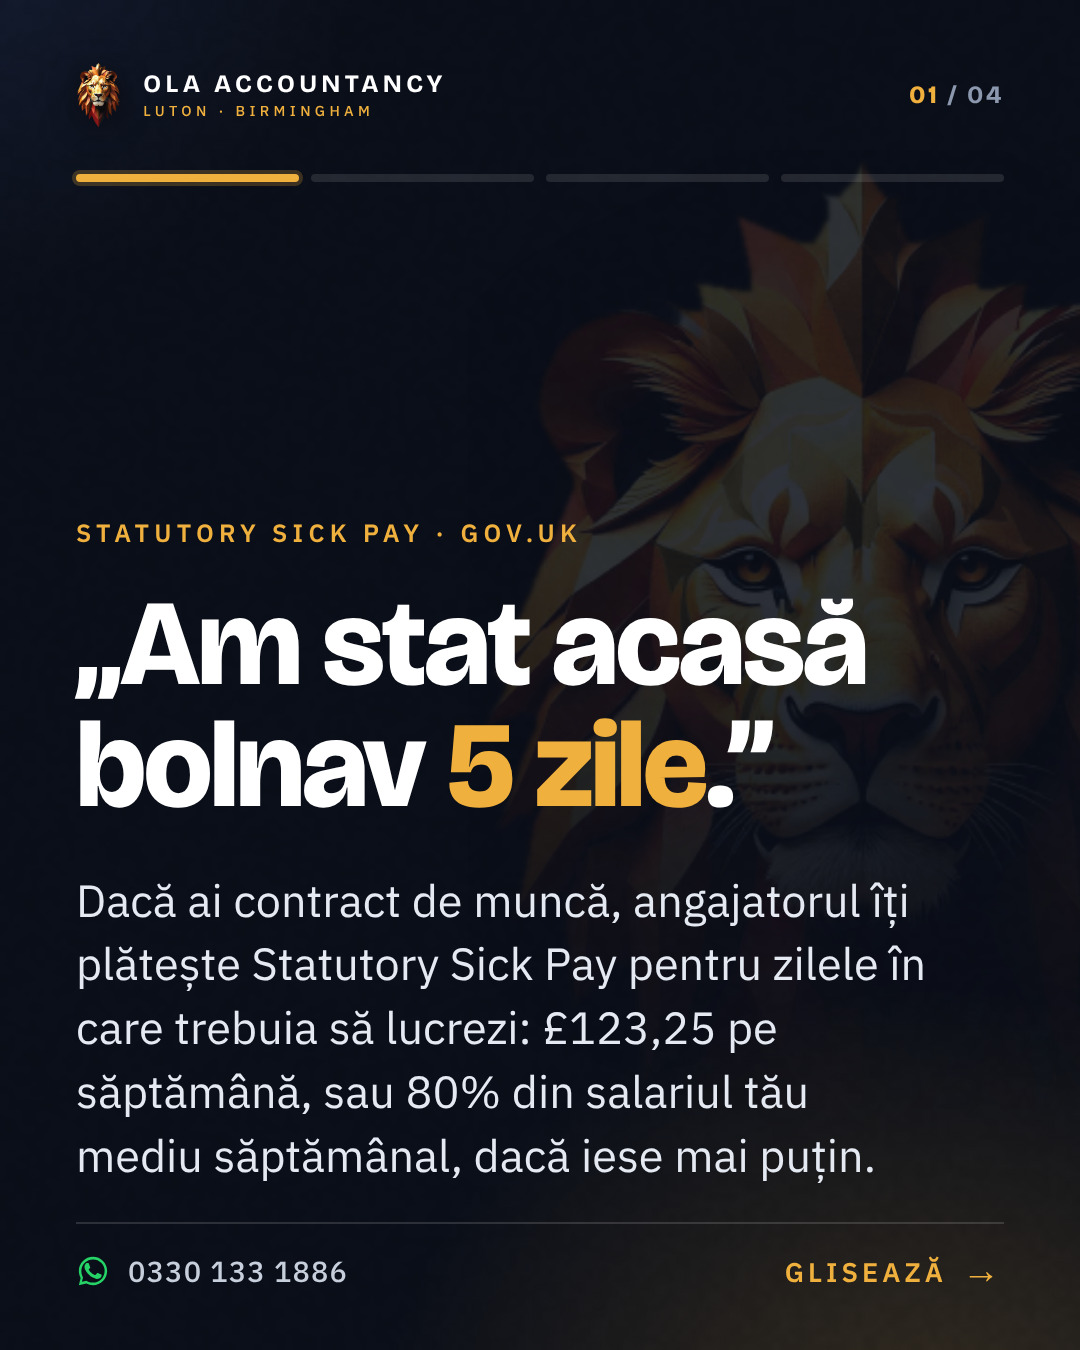 OLA ACCOUNTANCY
LUTON · BIRMINGHAM
01 / 04
STATUTORY SICK PAY · GOV.UK
„Am stat acasă
bolnav 5 zile.”
Dacă ai contract de muncă, angajatorul îți
plătește Statutory Sick Pay pentru zilele în
care trebuia să lucrezi: £123,25 pe
săptămână, sau 80% din salariul tău
mediu săptămânal, dacă iese mai puțin.
0330 133 1886
GLISEAZĂ →